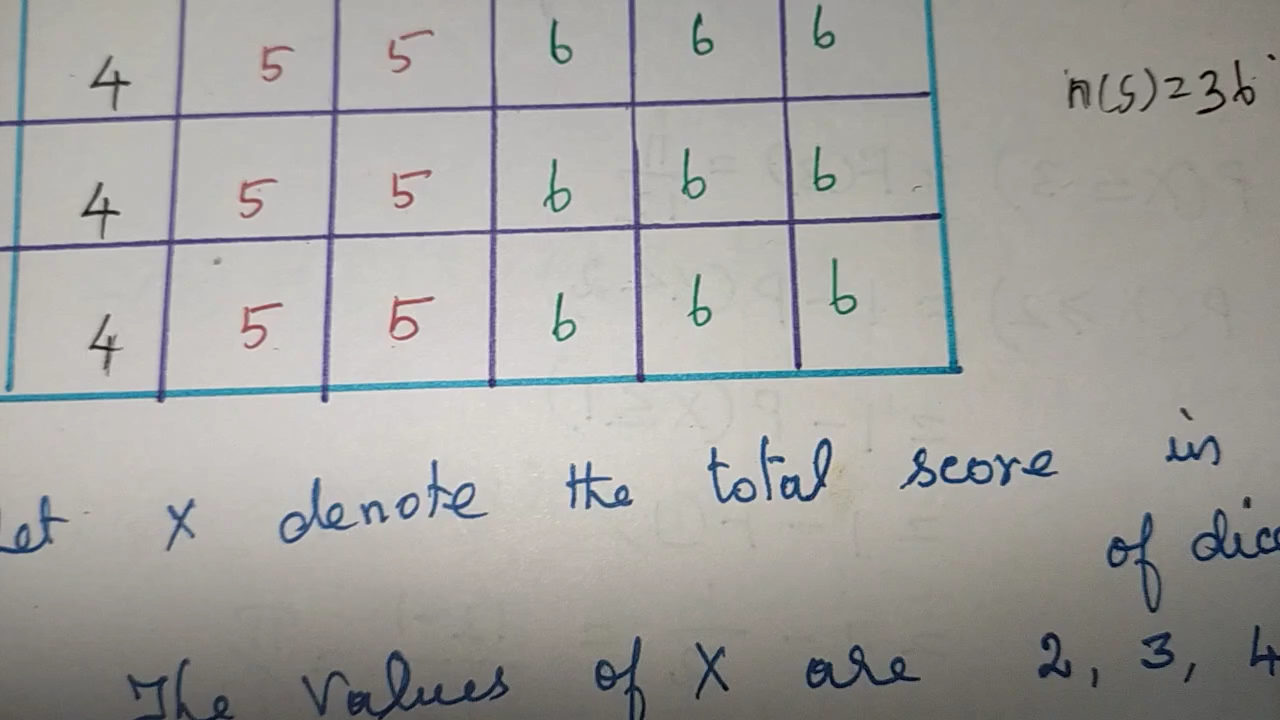 4 5 5 6 6 6
n(S)=36
4 5 5 6 6 6
4 5 5 6 6 6
et X denote the total score in
of dic
The values of X are 2, 3, 4